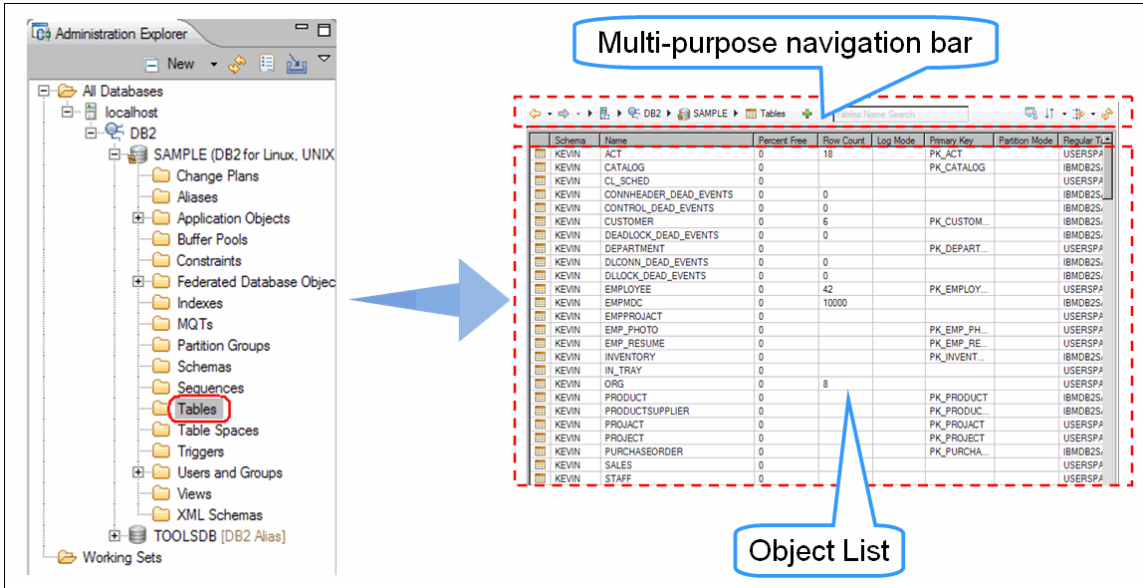 Administration Explorer
New
All Databases
localhost
DB2
SAMPLE (DB2 for Linux, UNIX
Change Plans
Aliases
Application Objects
Buffer Pools
Constraints
Federated Database Objec
Indexes
MQTs
Partition Groups
Schemas
Sequences
Tables
Table Spaces
Triggers
Users and Groups
Views
XML Schemas
TOOLSDB [DB2 Alias]
Working Sets
Multi-purpose navigation bar
DB2 SAMPLE Tables Tables Name Search
Schema Name Percent Free Row Count Log Mode Primary Key Partition Mode Regular
KEVIN ACT 0 18 PK_ACT USERSPA
KEVIN CATALOG 0 PK_CATALOG IBMDB2SA
KEVIN CL_SCHED 0 USERSPA
KEVIN CONNHEADER_DEAD_EVENTS 0 0 IBMDB2SA
KEVIN CONTROL_DEAD_EVENTS 0 0 IBMDB2SA
KEVIN CUSTOMER 0 6 PK_CUSTOM... IBMDB2SA
KEVIN DEADLOCK_DEAD_EVENTS 0 0 IBMDB2SA
KEVIN DEPARTMENT 0 PK_DEPART... USERSPA
KEVIN DLCONN_DEAD_EVENTS 0 0 IBMDB2SA
KEVIN DLLOCK_DEAD_EVENTS 0 0 IBMDB2SA
KEVIN EMPLOYEE 0 42 PK_EMPLOY... USERSPA
KEVIN EMPMDC 0 10000 IBMDB2SA
KEVIN EMPPROJACT 0 USERSPA
KEVIN EMP_PHOTO 0 PK_EMP_PH... USERSPA
KEVIN EMP_RESUME 0 PK_EMP_RE... USERSPA
KEVIN INVENTORY 0 PK_INVENT... IBMDB2SA
KEVIN IN_TRAY 0 USERSPA
KEVIN ORG 0 8 USERSPA
KEVIN PRODUCT 0 PK_PRODUCT IBMDB2SA
KEVIN PRODUCTSUPPLIER 0 PK_PRODUC... IBMDB2SA
KEVIN PROJACT 0 PK_PROJACT USERSPA
KEVIN PROJECT 0 PK_PROJECT USERSPA
KEVIN PURCHASEORDER 0 PK_PURCHA... IBMDB2SA
KEVIN SALES 0 USERSPA
KEVIN STAFF 0 USERSPA
Object List